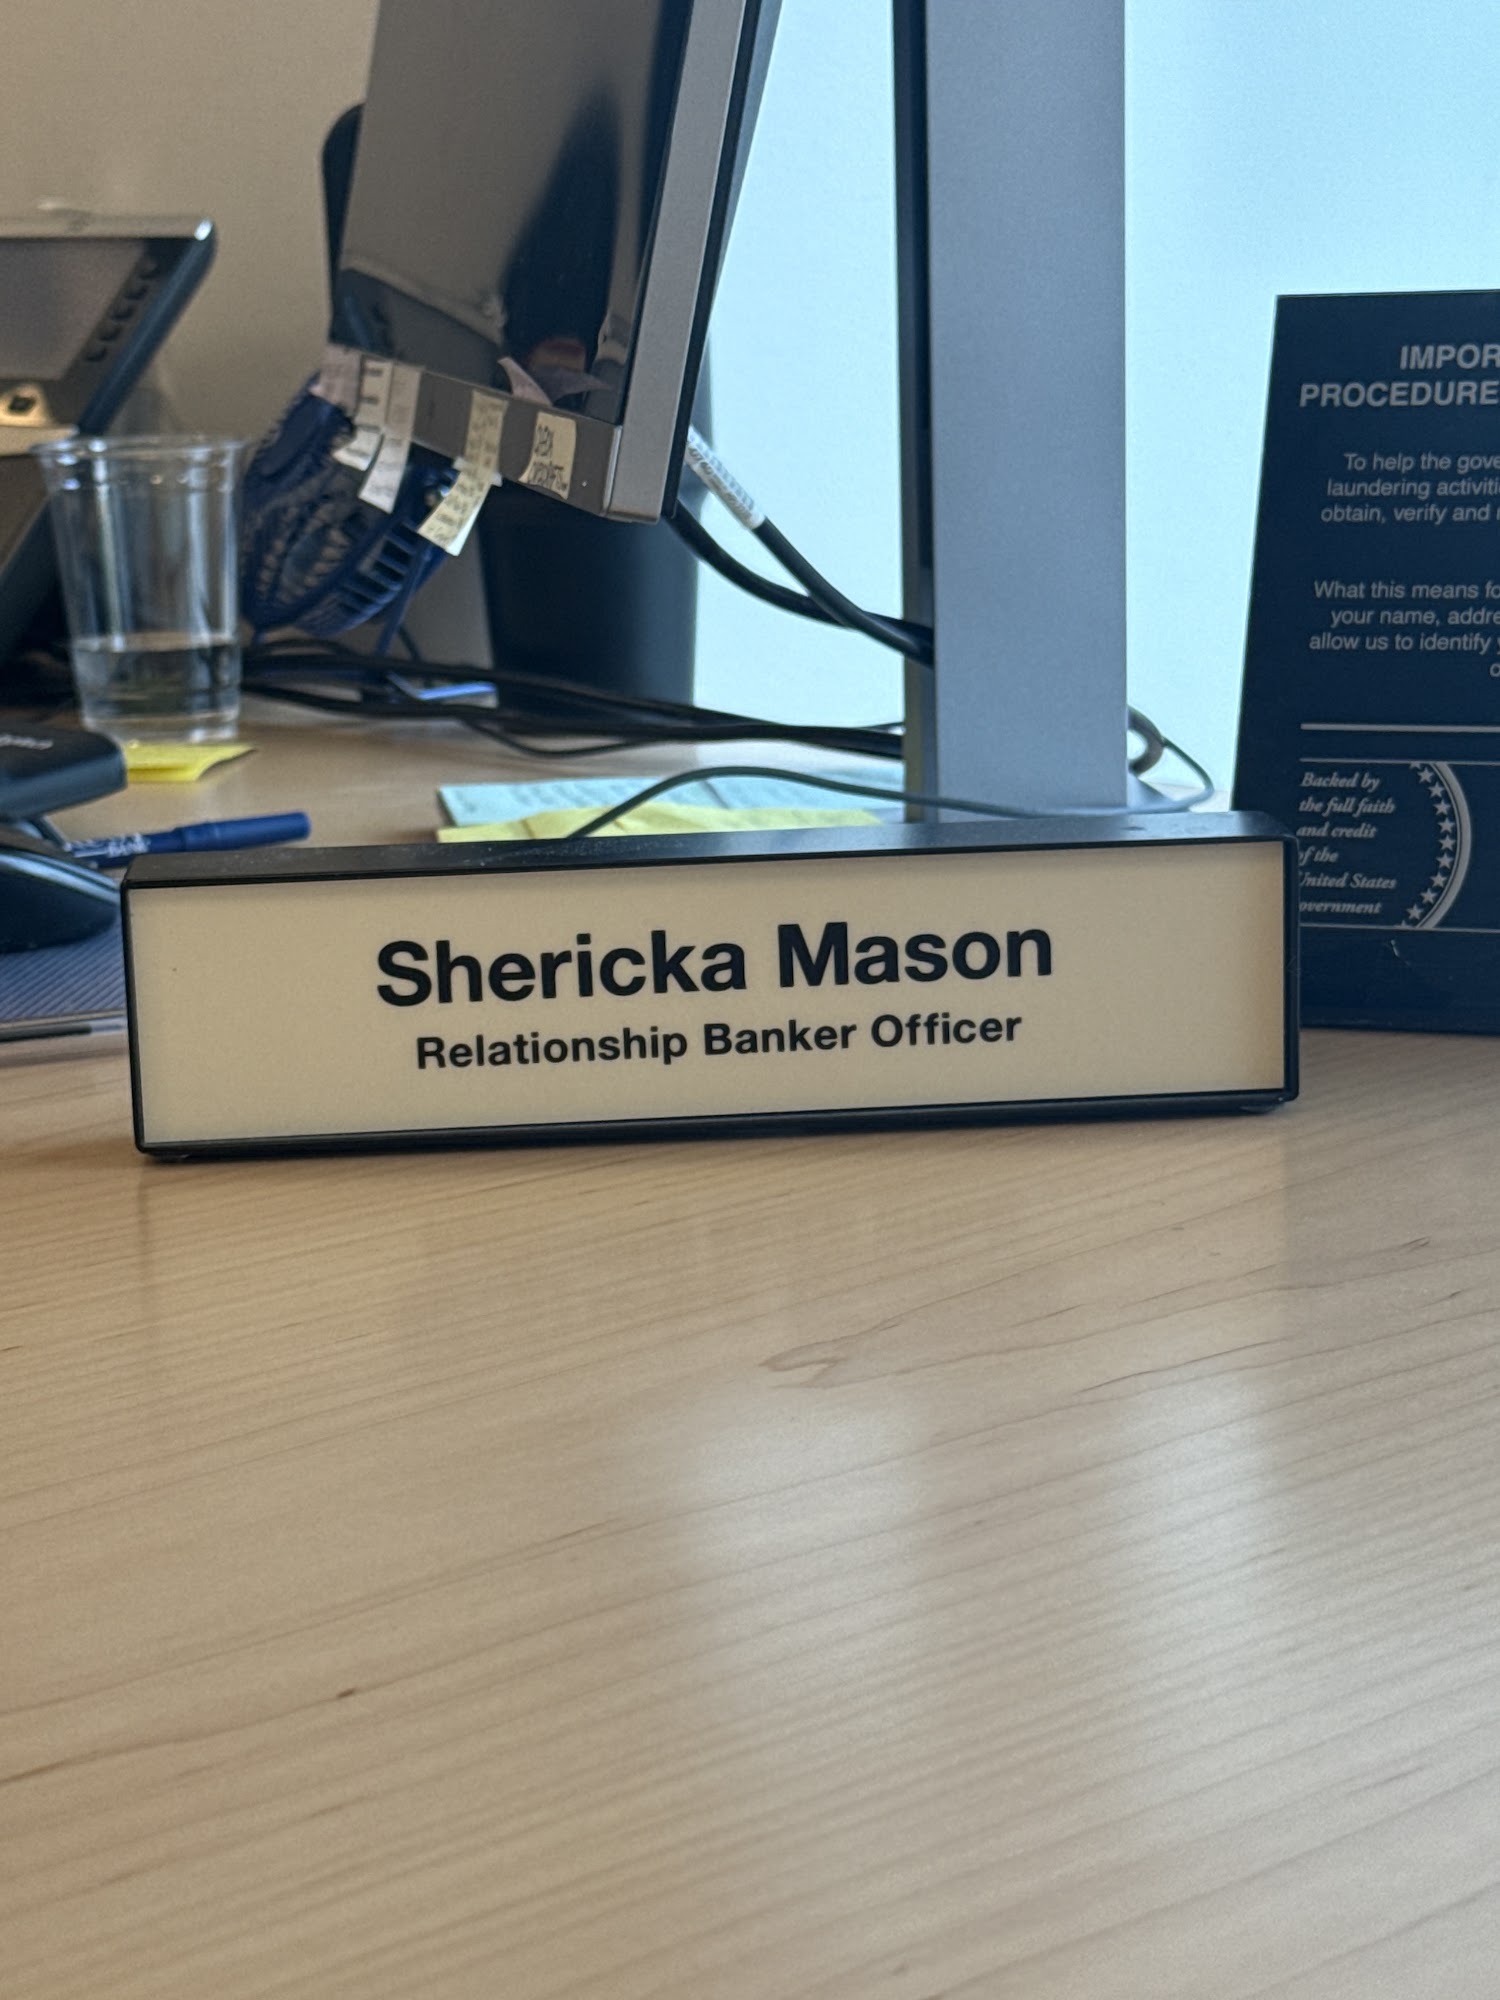 Shericka Mason
Relationship Banker Officer
IMPOR
PROCEDURE
To help the gove
laundering activiti
obtain, verify and
What this means fo
your name, addre
allow us to identify
Backed by
the full faith
and credit
of the
United States
overnment